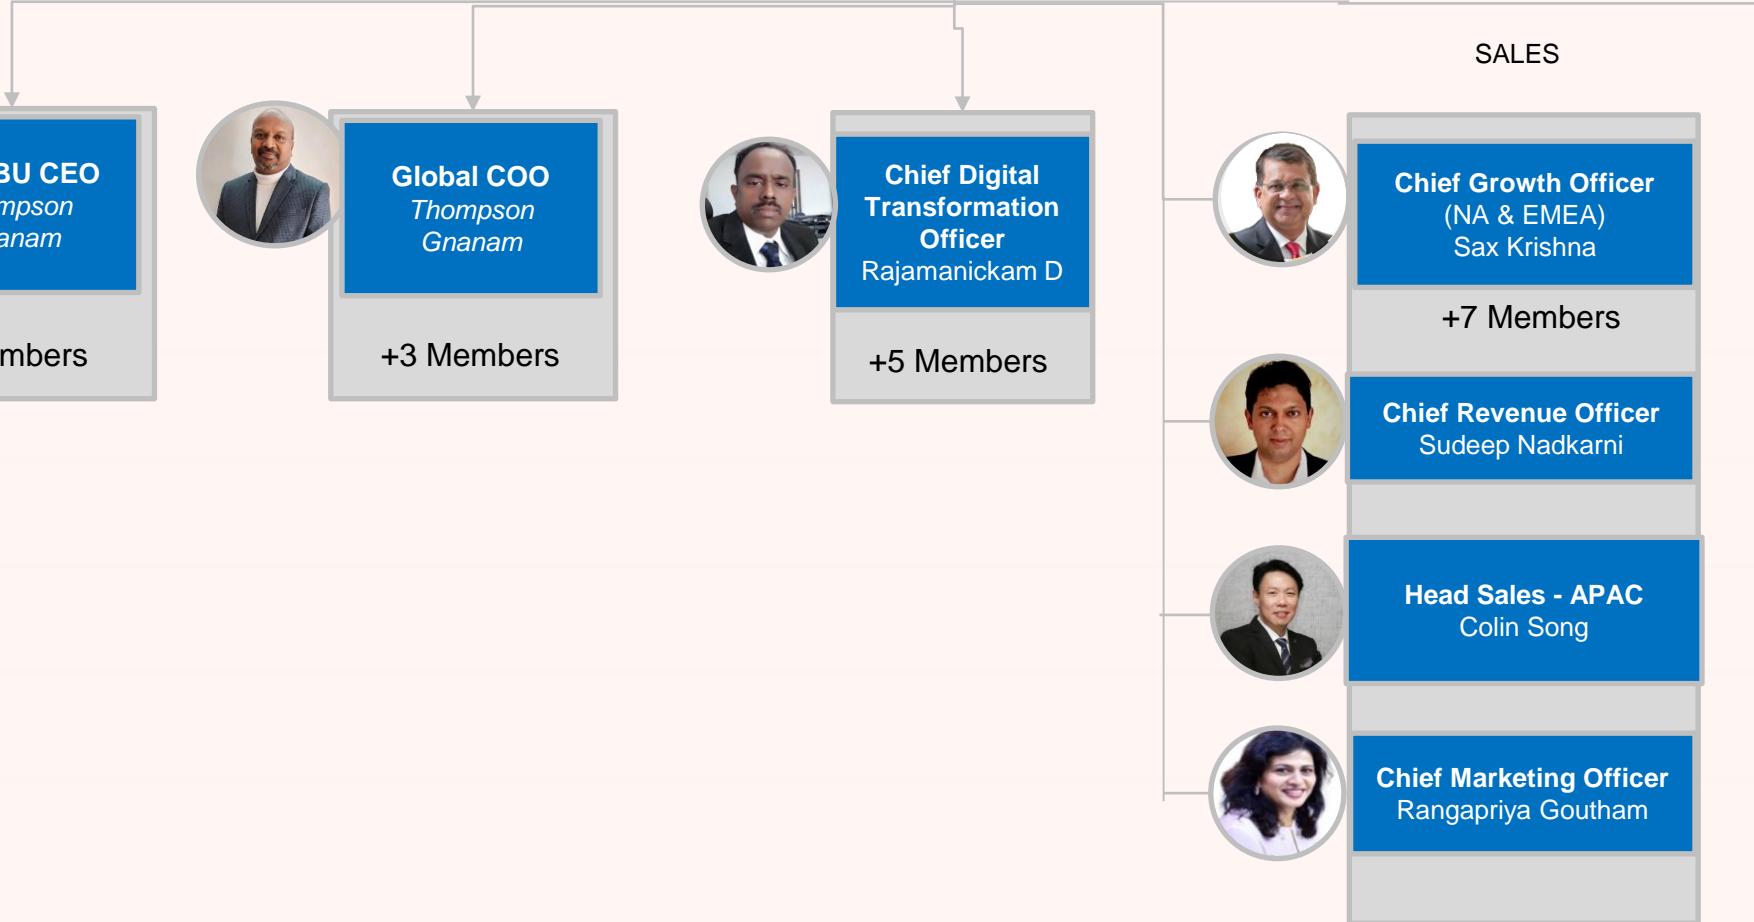 BU CEO
anam
Global COO
Thompson
Gnanam
+3 Members
Chief Digital
Transformation
Officer
Rajamanickam D
+5 Members
SALES
Chief Growth Officer
(NA & EMEA)
Sax Krishna
+7 Members
Chief Revenue Officer
Sudeep Nadkarni
Head Sales - APAC
Colin Song
Chief Marketing Officer
Rangapriya Goutham